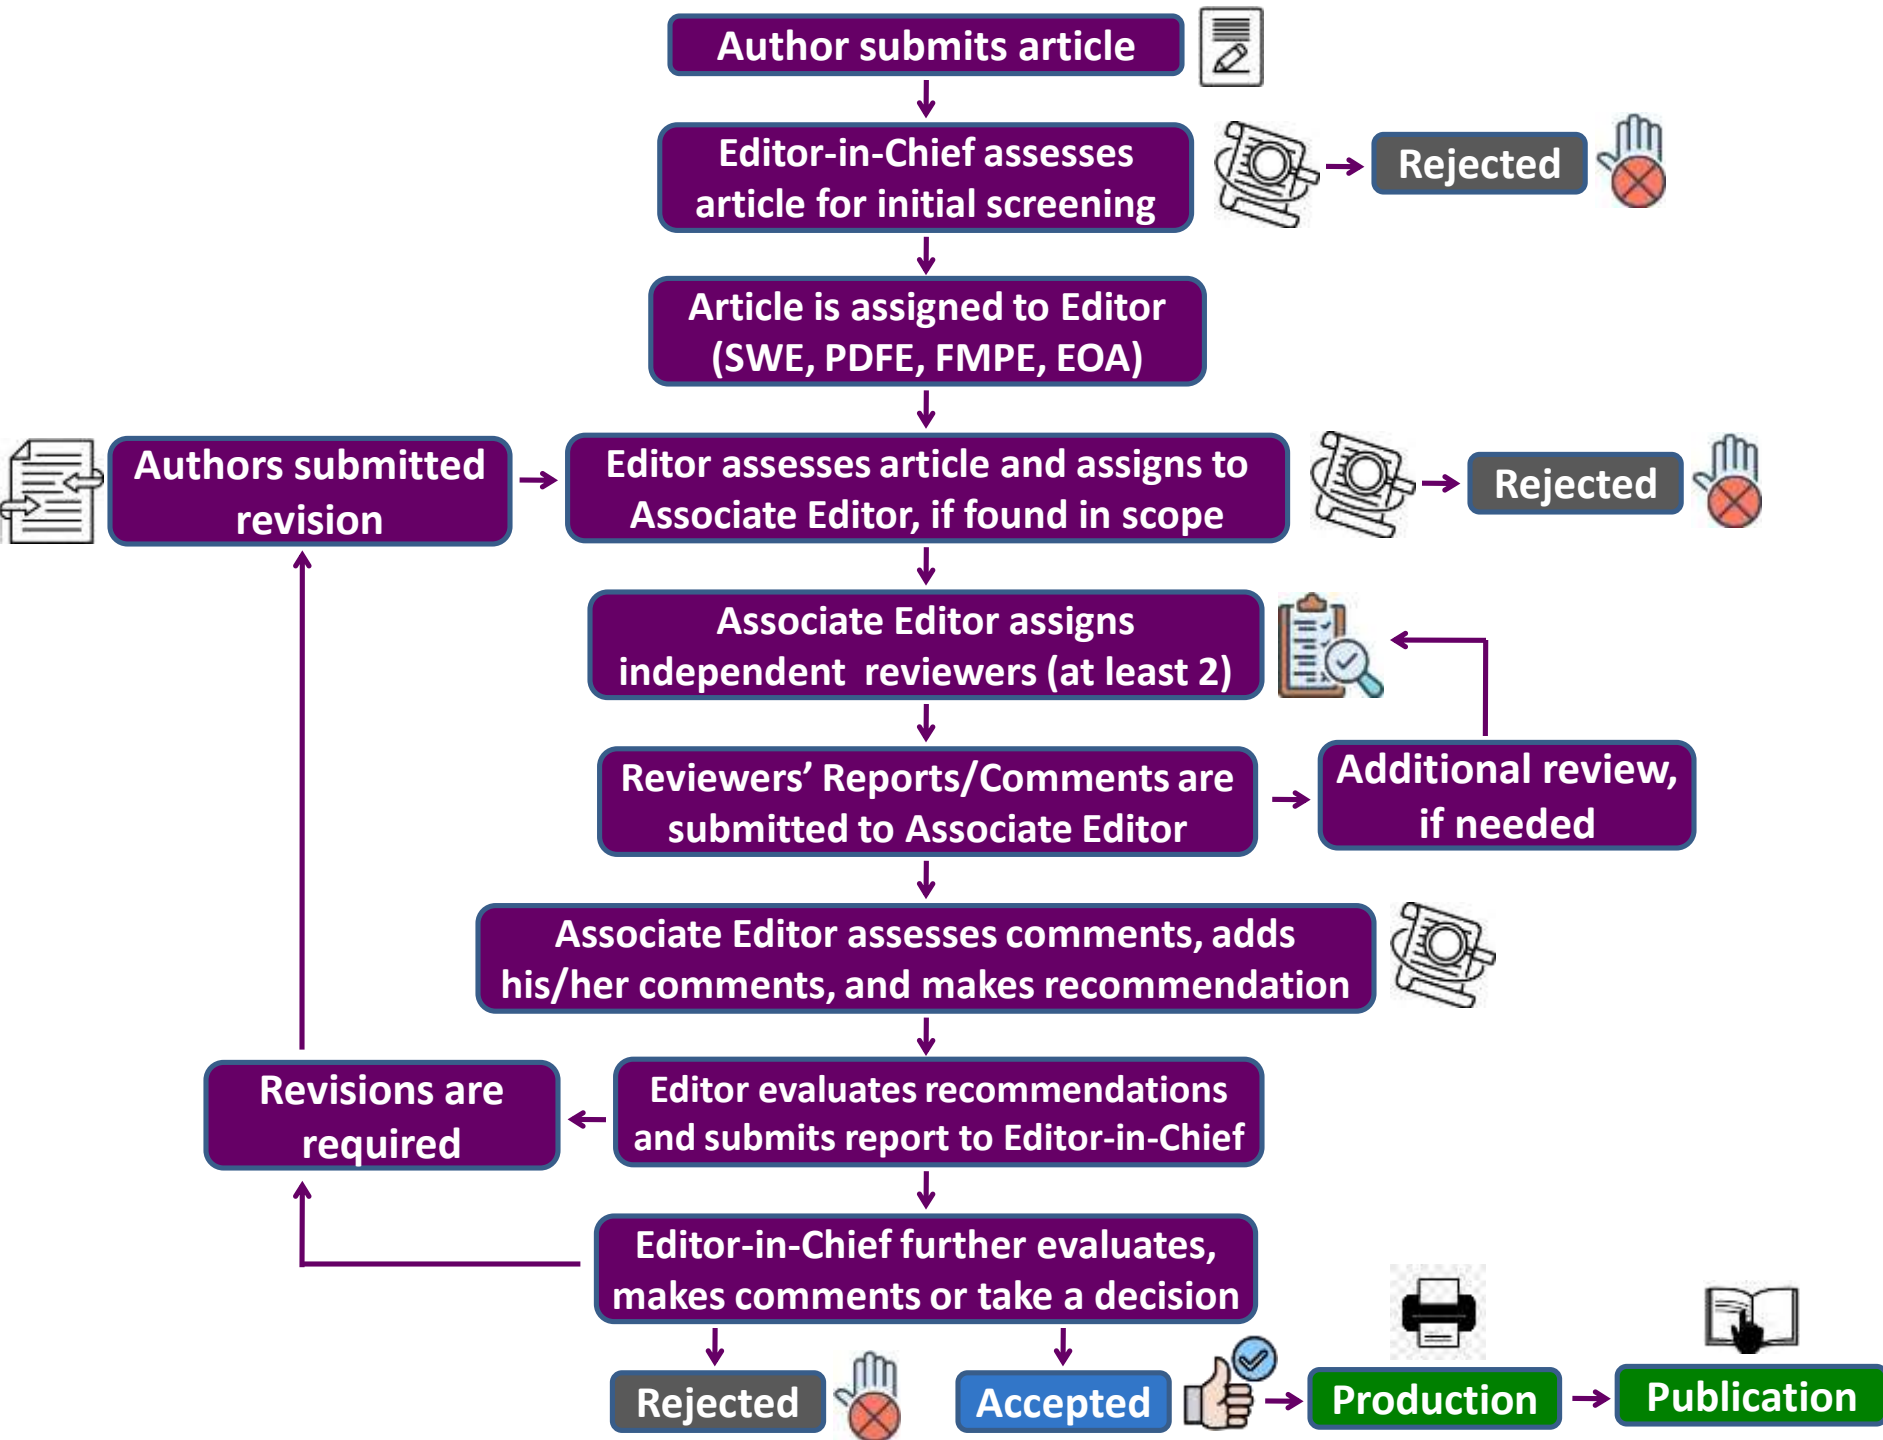 Author submits article
Editor-in-Chief assesses
article for initial screening
Rejected
Article is assigned to Editor
(SWE, PDFE, FMPE, EOA)
Authors submitted
revision
Editor assesses article and assigns to
Associate Editor, if found in scope
Rejected
Associate Editor assigns
independent reviewers (at least 2)
Reviewers’ Reports/Comments are
submitted to Associate Editor
Additional review,
if needed
Associate Editor assesses comments, adds
his/her comments, and makes recommendation
Revisions are
required
Editor evaluates recommendations
and submits report to Editor-in-Chief
Editor-in-Chief further evaluates,
makes comments or take a decision
Rejected
Accepted
Production
Publication